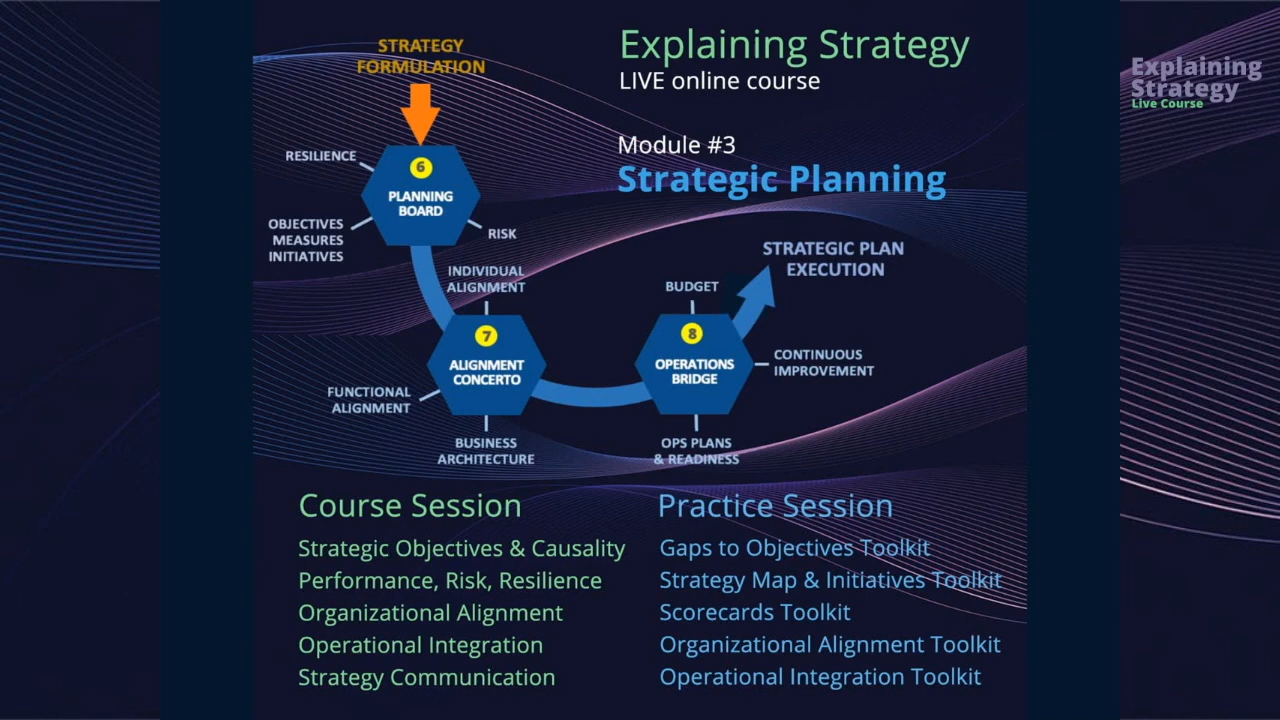 Explaining Strategy
LIVE online course
Module #3
Strategic Planning
Explaining
Strategy
Live Course
STRATEGY
FORMULATION
6
PLANNING
BOARD
RESILIENCE
OBJECTIVES
MEASURES
INITIATIVES
RISK
INDIVIDUAL
ALIGNMENT
7
ALIGNMENT
CONCERTO
FUNCTIONAL
ALIGNMENT
BUSINESS
ARCHITECTURE
BUDGET
8
OPERATIONS
BRIDGE
CONTINUOUS
IMPROVEMENT
OPS PLANS
& READINESS
STRATEGIC PLAN
EXECUTION
Course Session
Strategic Objectives & Causality
Performance, Risk, Resilience
Organizational Alignment
Operational Integration
Strategy Communication
Practice Session
Gaps to Objectives Toolkit
Strategy Map & Initiatives Toolkit
Scorecards Toolkit
Organizational Alignment Toolkit
Operational Integration Toolkit